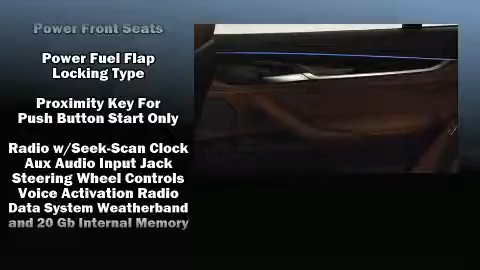 Power Front Seats
Power Fuel Flap
Locking Type
Proximity Key For
Push Button Start Only
Radio w/Seek-Scan Clock
Aux Audio Input Jack
Steering Wheel Controls
Voice Activation Radio
Data System Weatherband
and 20 Gb Internal Memory